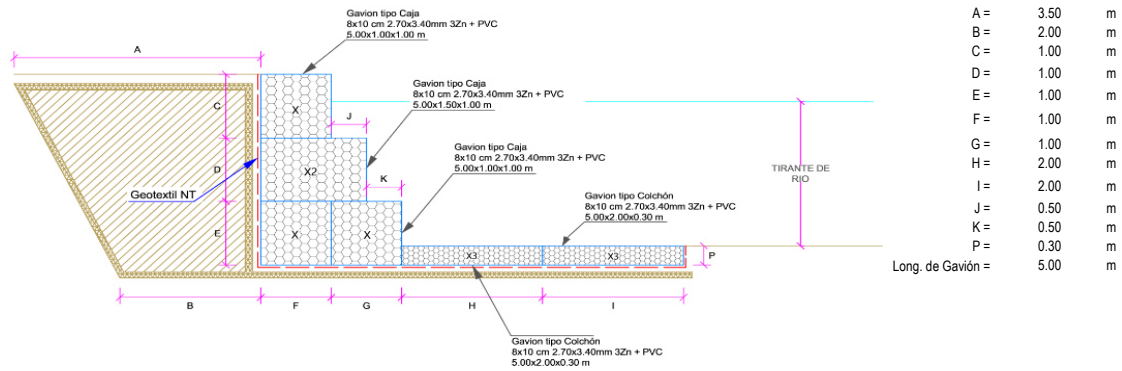 Gavion tipo Caja
8x10 cm 2.70x3.40mm 3Zn + PVC
5.00x1.00x1.00 m
A
Gavion tipo Caja
8x10 cm 2.70x3.40mm 3Zn + PVC
5.00x1.50x1.00 m
C
X
J
Gavion tipo Caja
8x10 cm 2.70x3.40mm 3Zn + PVC
5.00x1.00x1.00 m
D
X2
K
TIRANTE DE
RIO
Geotextil NT
Gavion tipo Colchón
8x10 cm 2.70x3.40mm 3Zn + PVC
5.00x2.00x0.30 m
E
X
X
X3
X3
P
B
F
G
H
I
Gavion tipo Colchón
8x10 cm 2.70x3.40mm 3Zn + PVC
5.00x2.00x0.30 m
A = 3.50 m
B = 2.00 m
C = 1.00 m
D = 1.00 m
E = 1.00 m
F = 1.00 m
G = 1.00 m
H = 2.00 m
I = 2.00 m
J = 0.50 m
K = 0.50 m
P = 0.30 m
Long. de Gavión = 5.00 m